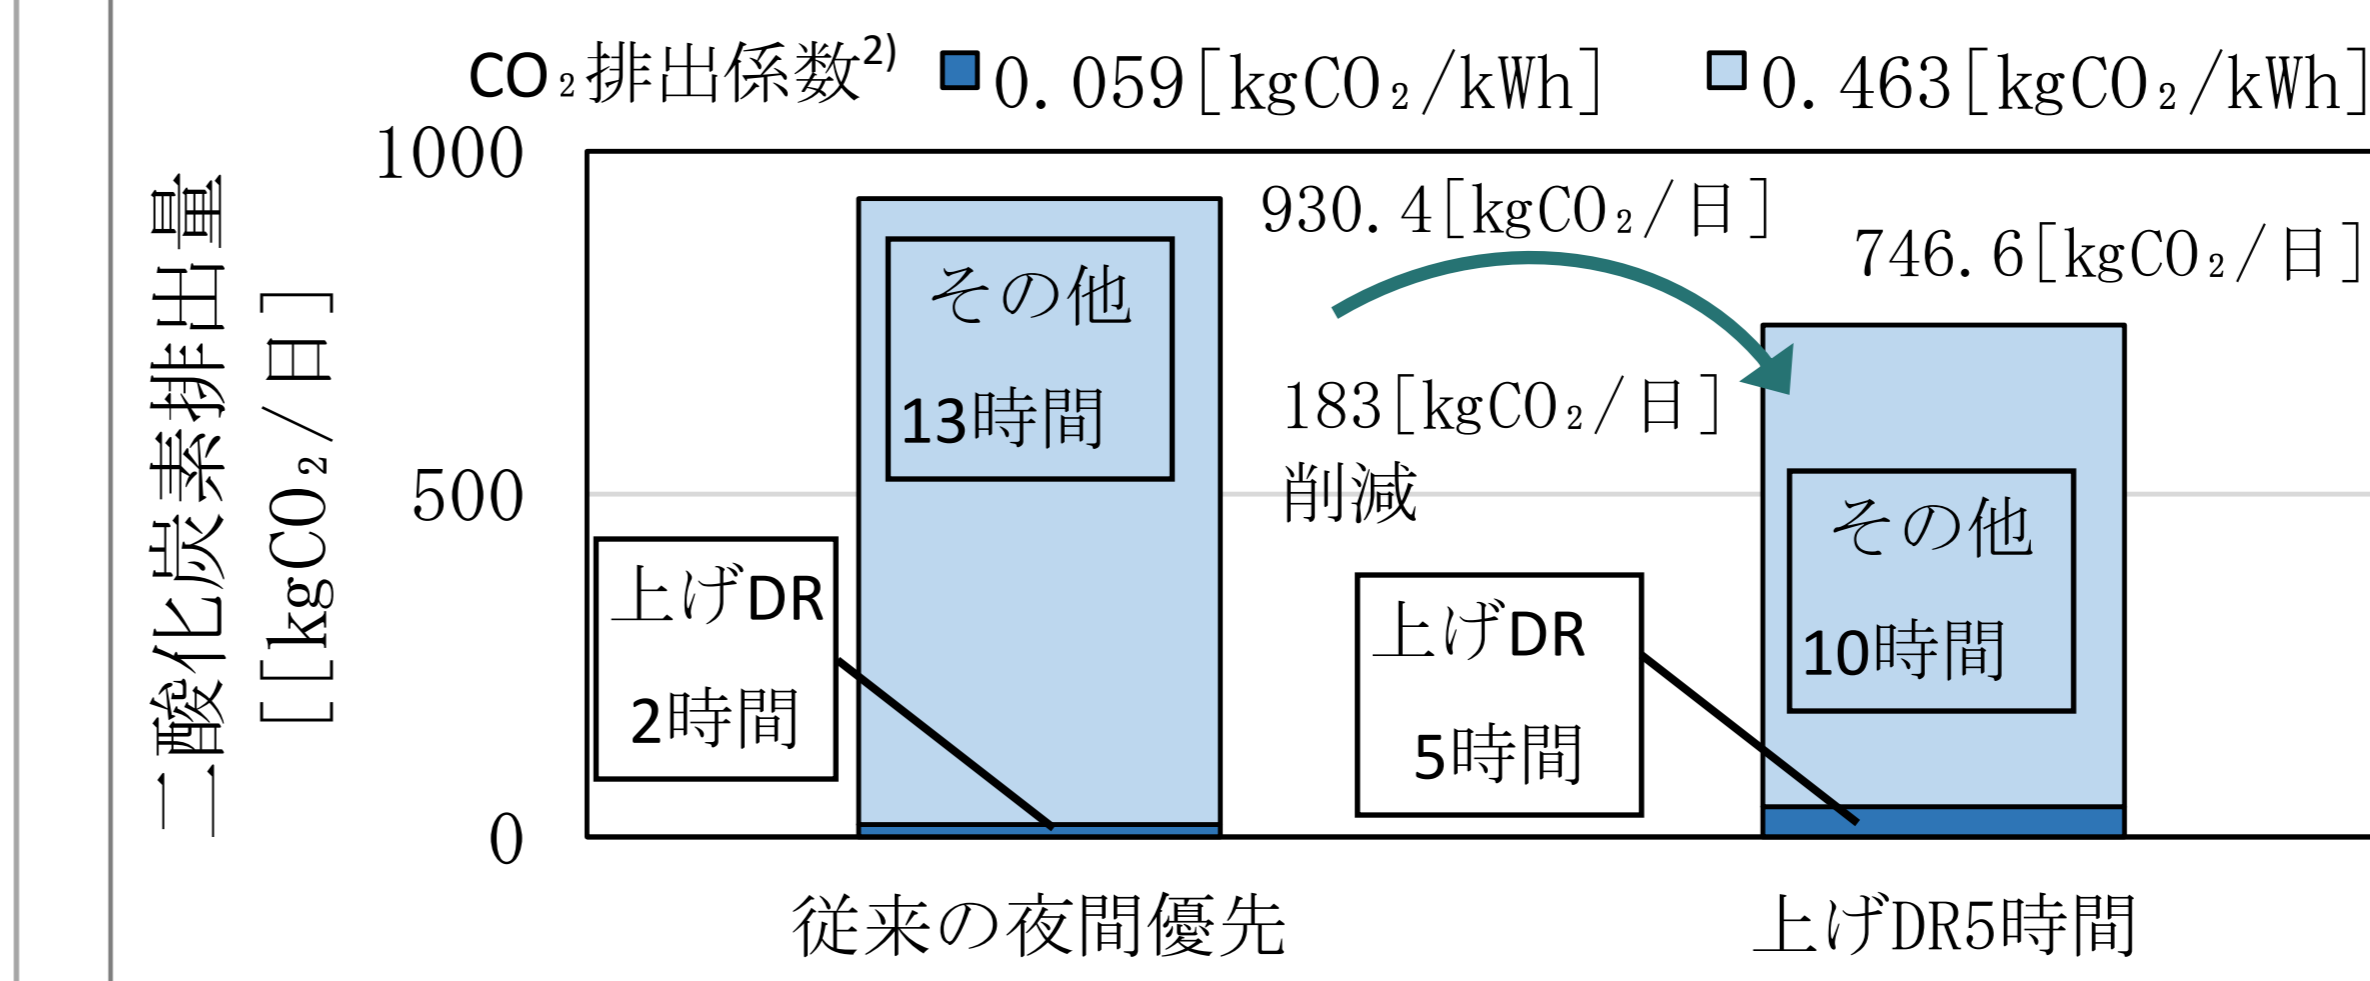 CO₂排出係数²⁾ ■0.059[kgCO₂/kWh] □0.463[kgCO₂/kWh]
二酸化炭素排出量
[[kgCO₂/日]
1000
500
0
930.4[kgCO₂/日]
746.6[kgCO₂/日]
その他
13時間
183[kgCO₂/日]
削減
上げDR
2時間
上げDR
5時間
その他
10時間
従来の夜間優先
上げDR5時間